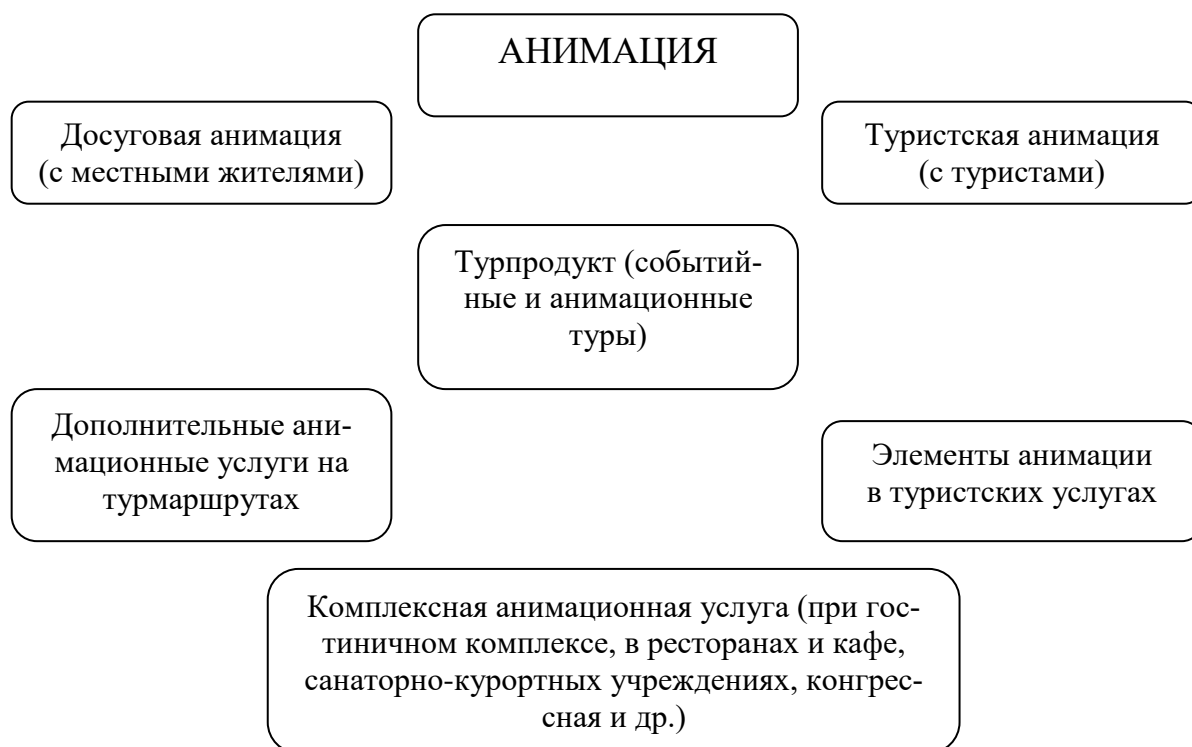 АНИМАЦИЯ
Досуговая анимация
(с местными жителями)
Туристская анимация
(с туристами)
Турпродукт (событий-
ные и анимационные
туры)
Дополнительные ани-
мационные услуги на
турмаршрутах
Элементы анимации
в туристских услугах
Комплексная анимационная услуга (при гос-
тиничном комплексе, в ресторанах и кафе,
санаторно-курортных учреждениях, конгрес-
сная и др.)